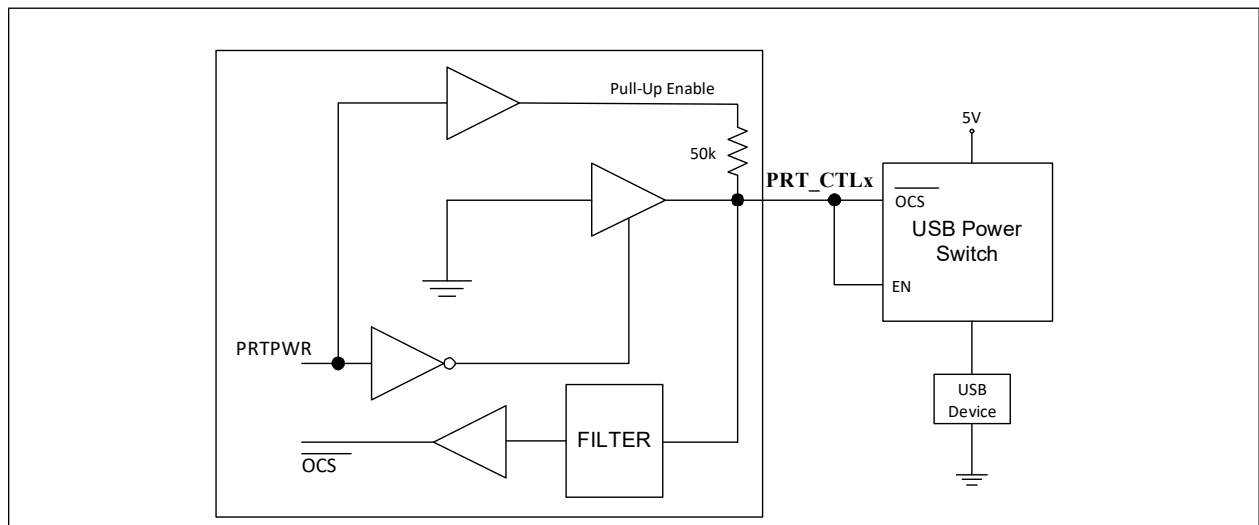 Pull-Up Enable
50k
PRT_CTLx
5V
OCS
USB Power
Switch
EN
PRTPWR
FILTER
OCS
USB
Device